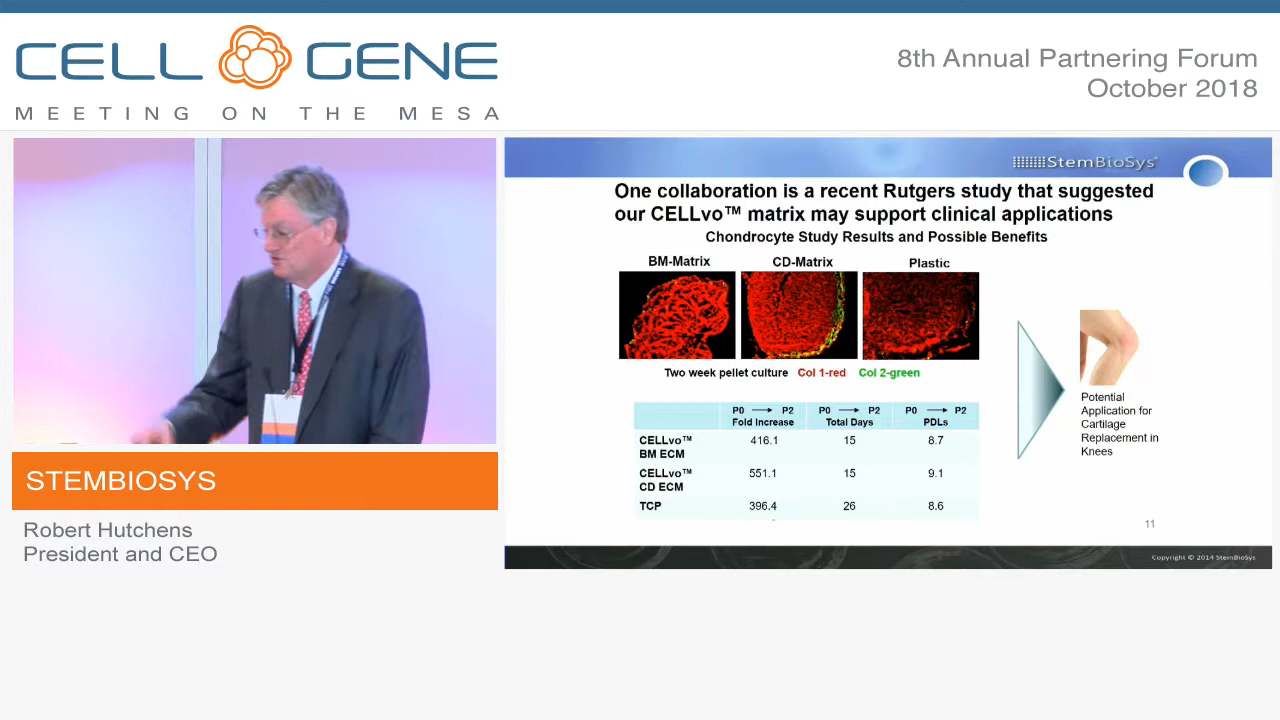 CELL GENE
MEETING ON THE MESA
8th Annual Partnering Forum
October 2018
StemBioSys®
One collaboration is a recent Rutgers study that suggested
our CELLvo™ matrix may support clinical applications
Chondrocyte Study Results and Possible Benefits
BM-Matrix CD-Matrix Plastic
Two week pellet culture Col 1-red Col 2-green
P0 → P2 P0 → P2 P0 → P2
Fold Increase Total Days PDLs
CELLvo™ 416.1 15 8.7
BM ECM
CELLvo™ 551.1 15 9.1
CD ECM
TCP 396.4 26 8.6
Potential
Application for
Cartilage
Replacement in
Knees
11
Copyright © 2014 StemBioSys
STEMBIOSYS
Robert Hutchens
President and CEO